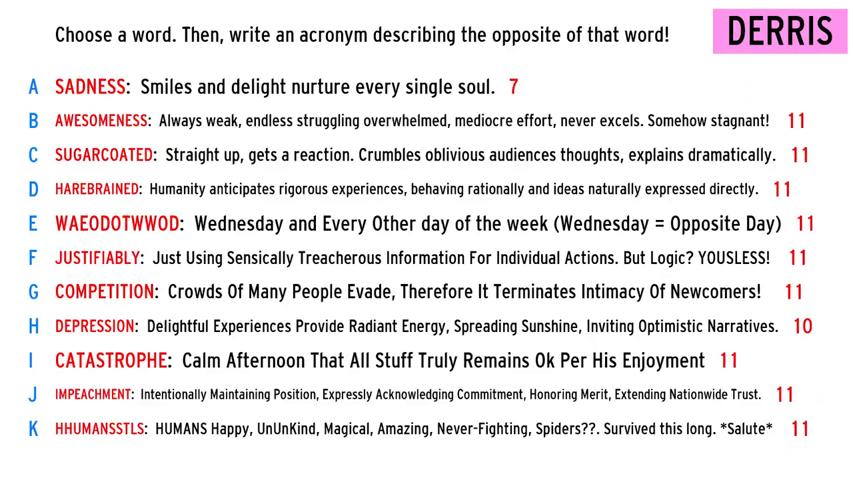 Choose a word. Then, write an acronym describing the opposite of that word! DERRIS
A SADNESS: Smiles and delight nurture every single soul. 7
B AWESOMENESS: Always weak, endless struggling overwhelmed, mediocre effort, never excels. Somehow stagnant! 11
C SUGARCOATED: Straight up, gets a reaction. Crumbles oblivious audiences thoughts, explains dramatically. 11
D HAREBRAINED: Humanity anticipates rigorous experiences, behaving rationally and ideas naturally expressed directly. 11
E WAEODOTWWOD: Wednesday and Every Other day of the week (Wednesday = Opposite Day) 11
F JUSTIFIABLY: Just Using Sensically Treacherous Information For Individual Actions. But Logic? YOUSLESS! 11
G COMPETITION: Crowds Of Many People Evade, Therefore It Terminates Intimacy Of Newcomers! 11
H DEPRESSION: Delightful Experiences Provide Radiant Energy, Spreading Sunshine, Inviting Optimistic Narratives. 10
I CATASTROPHE: Calm Afternoon That All Stuff Truly Remains Ok Per His Enjoyment 11
J IMPEACHMENT: Intentionally Maintaining Position, Expressly Acknowledging Commitment, Honoring Merit, Extending Nationwide Trust. 11
K HHUMANSSTLS: HUMANS Happy, UnUnKind, Magical, Amazing, Never-Fighting, Spiders??. Survived this long. *Salute* 11